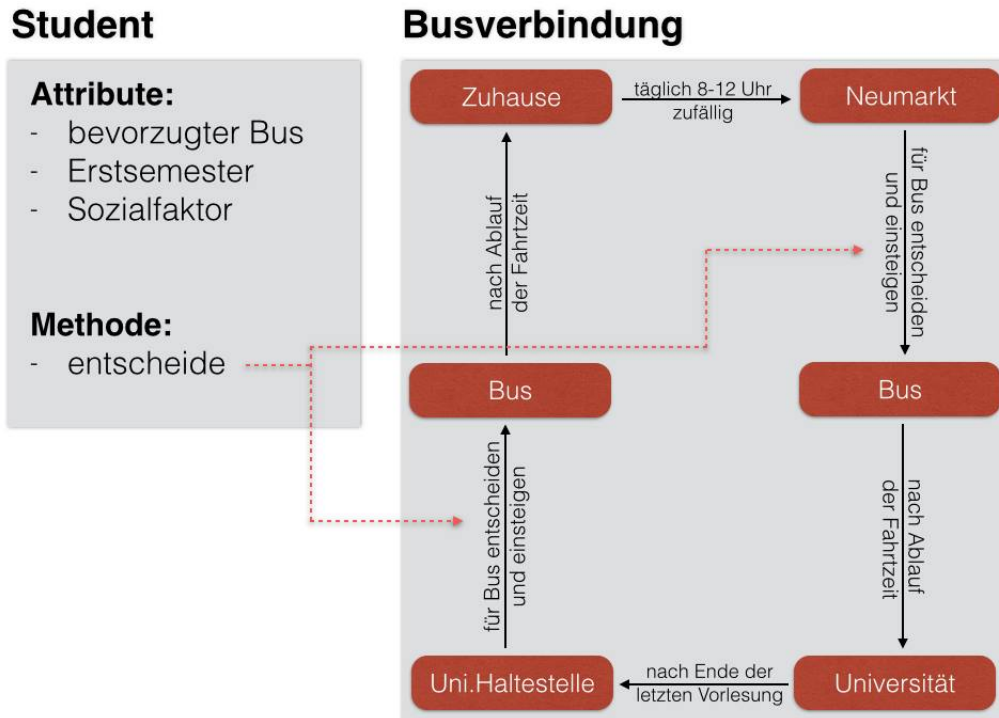 Student
Attribute:
- bevorzugter Bus
- Erstsemester
- Sozialfaktor
Methode:
- entscheide
Busverbindung
Zuhause
täglich 8-12 Uhr
zufällig
Neumarkt
für Bus entscheiden
und einsteigen
Bus
nach Ablauf
der Fahrtzeit
Universität
nach Ende der
letzten Vorlesung
Uni.Haltestelle
für Bus entscheiden
und einsteigen
Bus
nach Ablauf
der Fahrtzeit